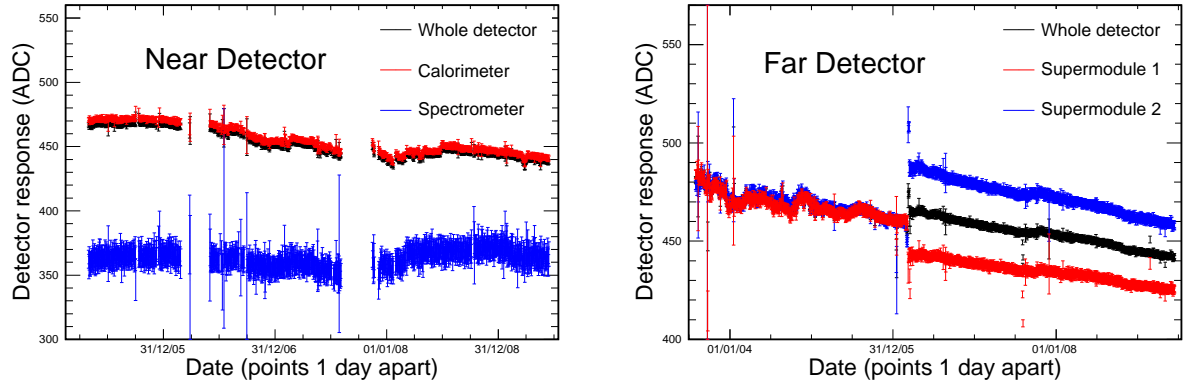 Near Detector
Whole detector
Calorimeter
Spectrometer
Detector response (ADC)
550
500
450
400
350
300
31/12/05
31/12/06
01/01/08
31/12/08
Date (points 1 day apart)
Far Detector
Whole detector
Supermodule 1
Supermodule 2
Detector response (ADC)
550
500
450
400
01/01/04
31/12/05
01/01/08
Date (points 1 day apart)